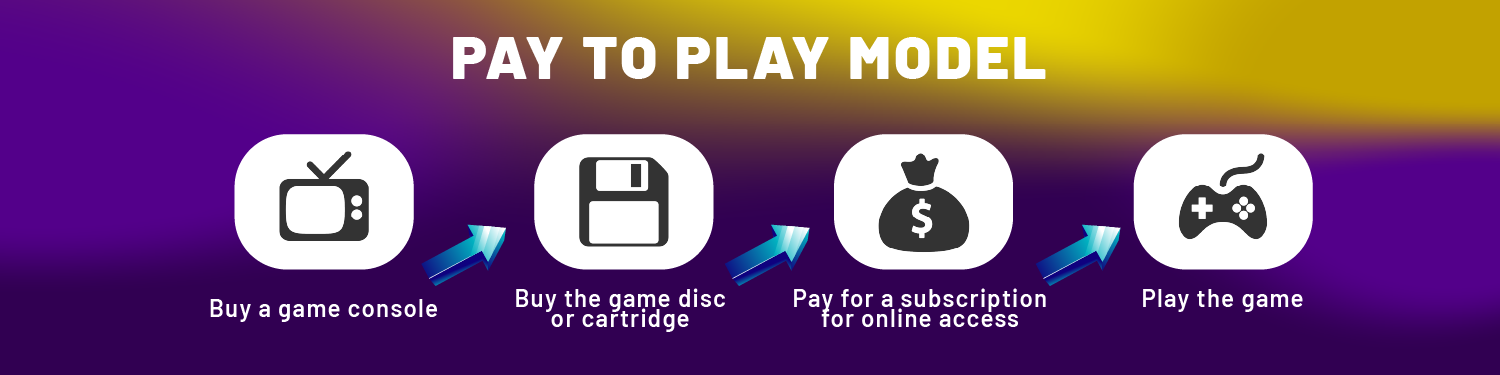 PAY TO PLAY MODEL
$
Buy a game console
Buy the game disc
or cartridge
Pay for a subscription
for online access
Play the game